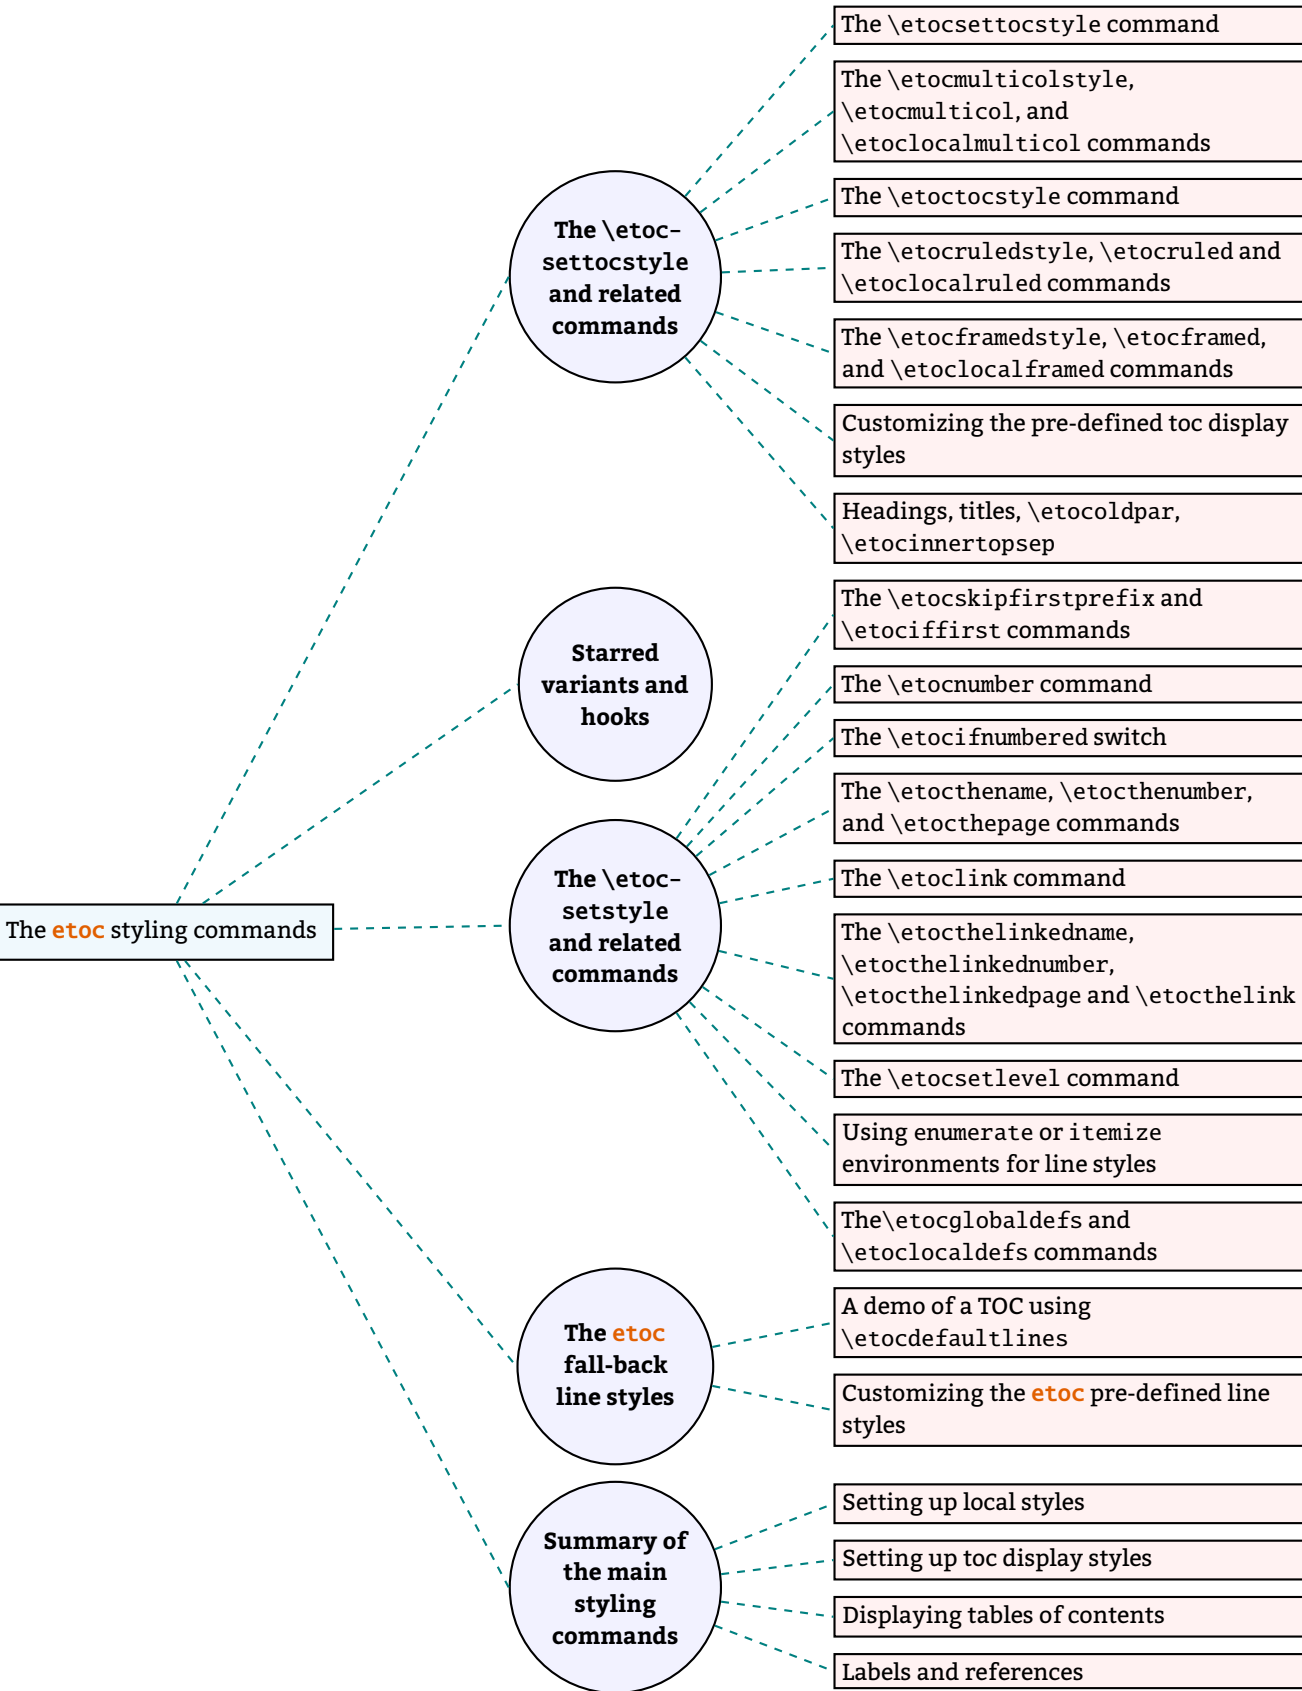 The \etocsettocstyle command
The \etocmulticolstyle,
\etocmulticol, and
\etoclocalmulticol commands
The \etoctocstyle command
The \etocruledstyle, \etocruled and
\etoclocalruled commands
The \etocframedstyle, \etocframed,
and \etoclocalframed commands
Customizing the pre-defined toc display
styles
Headings, titles, \etocoldpar,
\etocinnertopsep
The \etoc-
settocstyle
and related
commands
Starred
variants and
hooks
The \etocskipfirstprefix and
\etociffirst commands
The \etocnumber command
The \etocifnumbered switch
The \etocthename, \etocthenumber,
and \etocthepage commands
The \etoclink command
The \etocthelinkedname,
\etocthelinkednumber,
\etocthelinkedpage and \etocthelink
commands
The \etocsetlevel command
Using enumerate or itemize
environments for line styles
The\etocglobaldefs and
\etoclocaldefs commands
The \etoc-
setstyle
and related
commands
The etoc styling commands
The etoc
fall-back
line styles
A demo of a TOC using
\etocdefaultlines
Customizing the etoc pre-defined line
styles
Summary of
the main
styling
commands
Setting up local styles
Setting up toc display styles
Displaying tables of contents
Labels and references